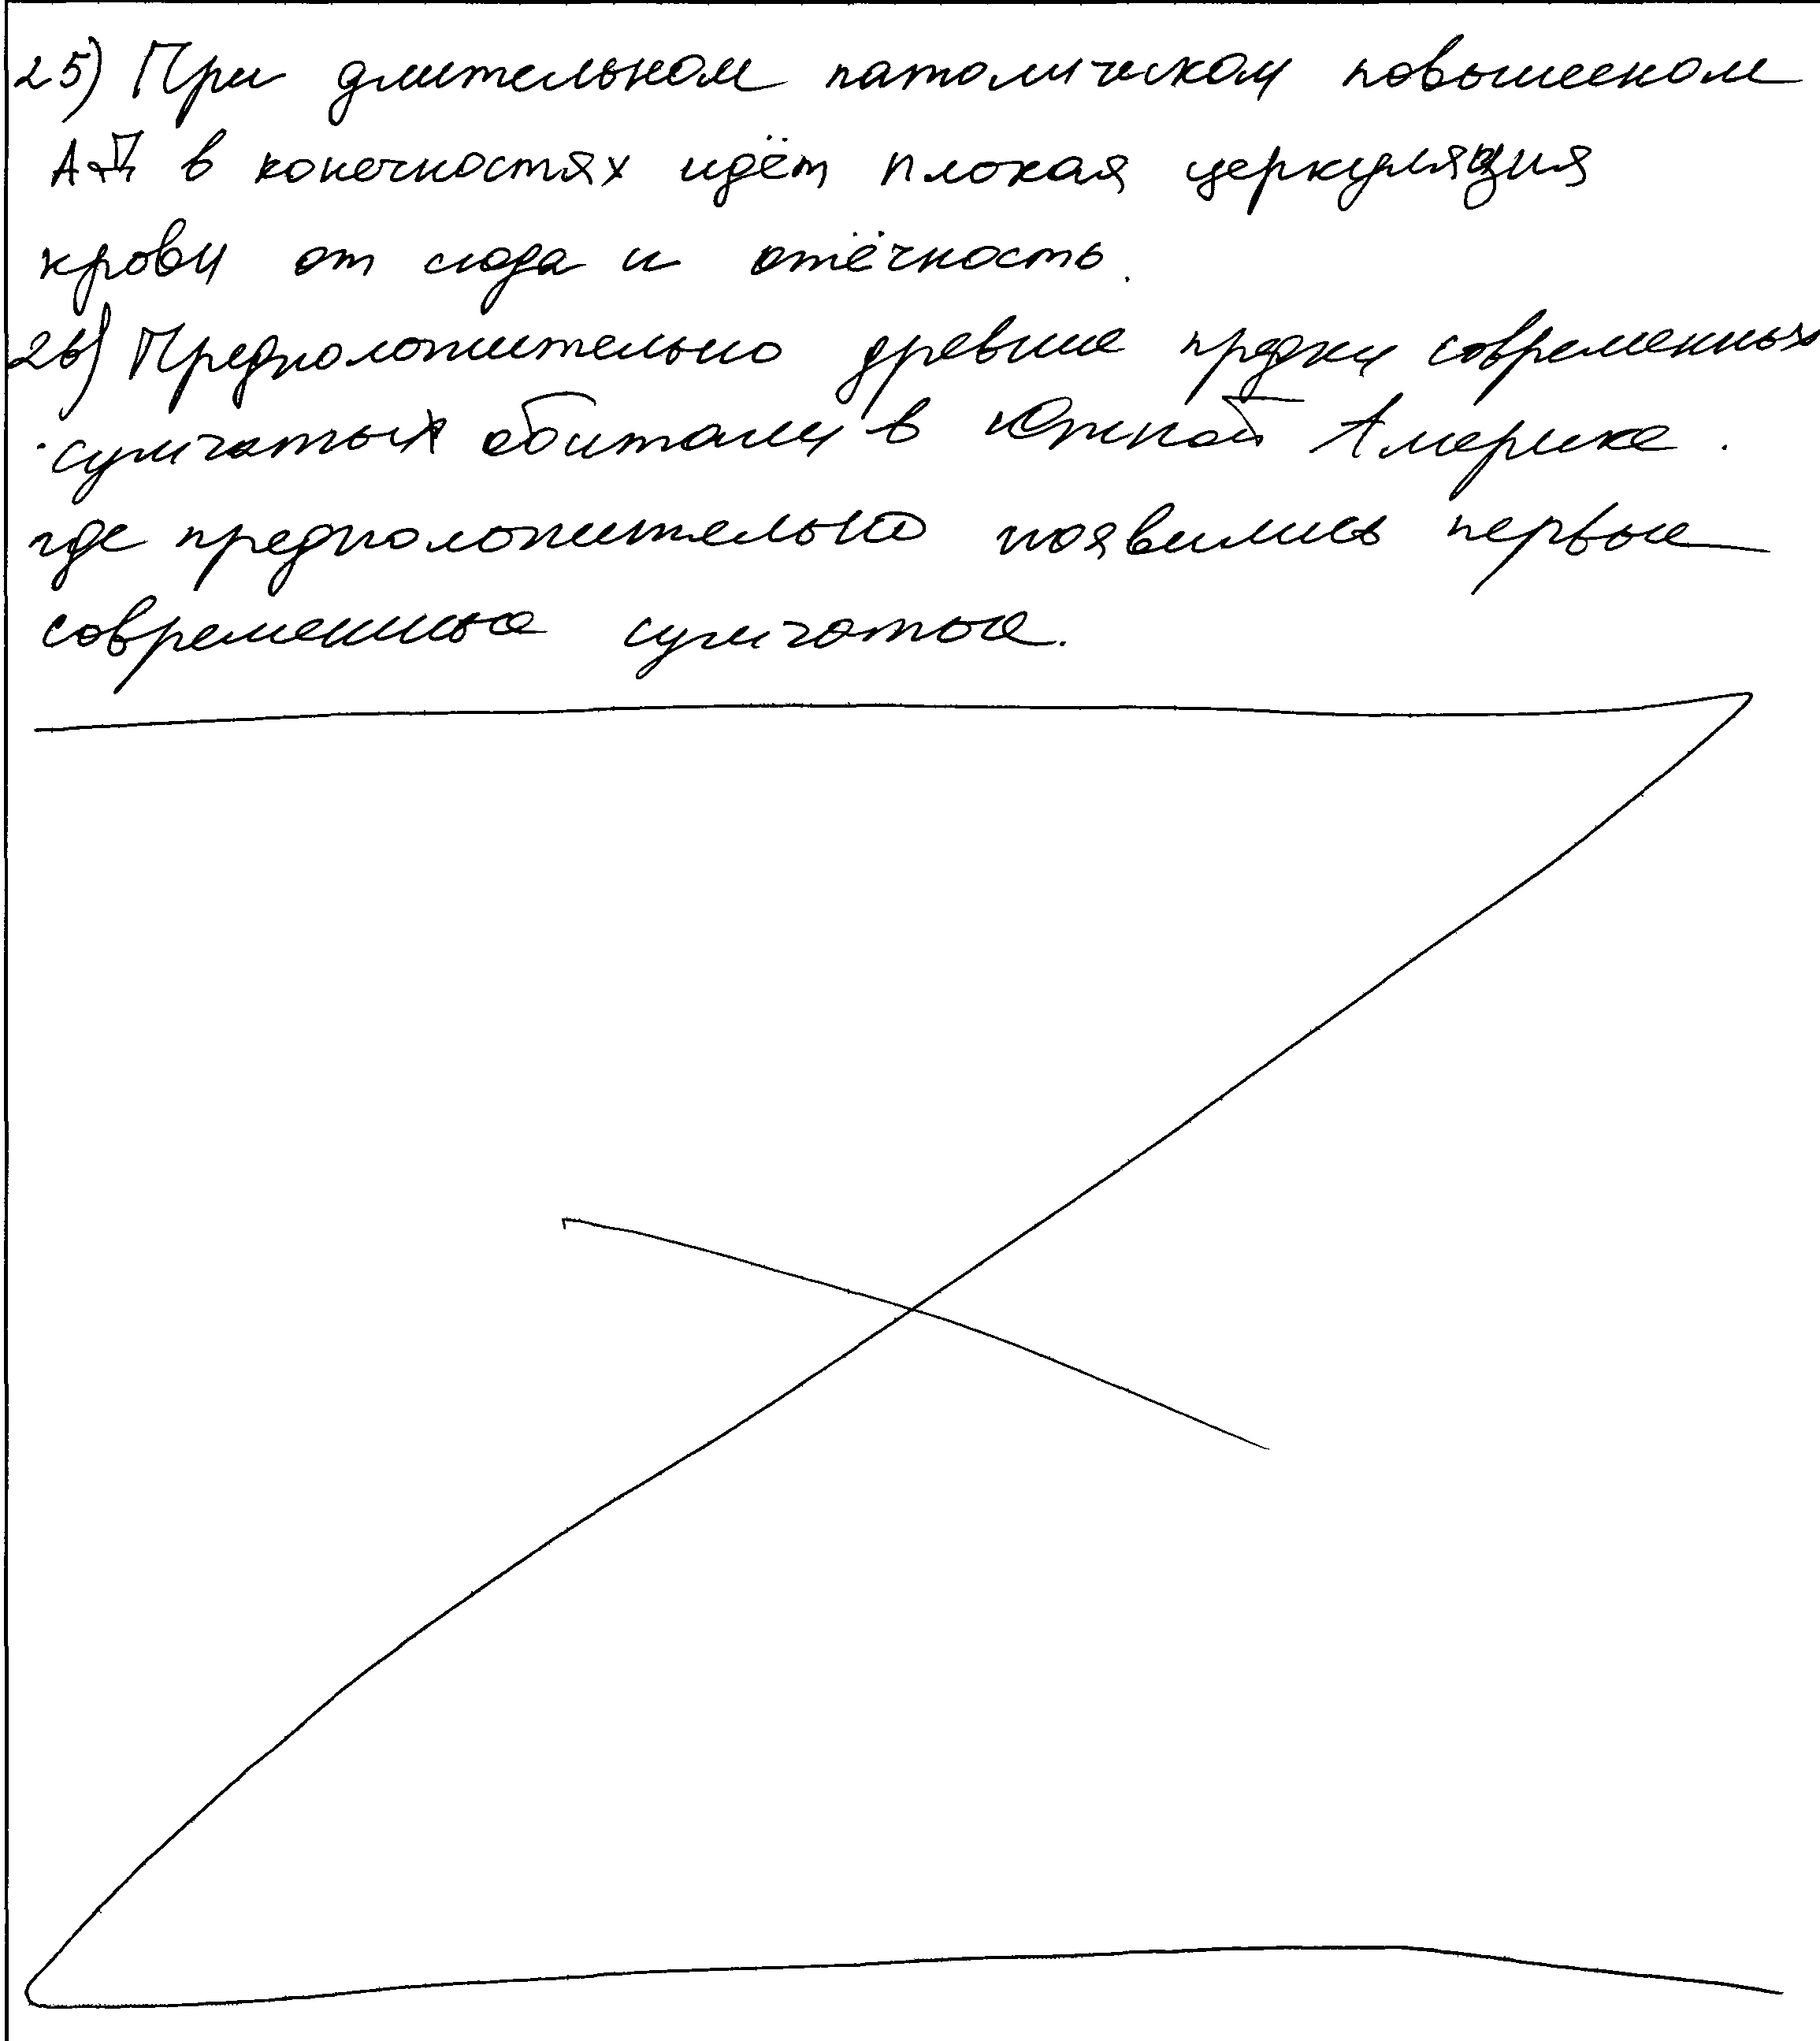 25) При длительном патолическом повышеном
АД в конечностях идёт плохая церкуляция
крови от сюда и отёчность.
26) Предположительно древние предки современных
сумчатых обитали в Южной Америке.
где предположительно появились первые
современные сумчатые.